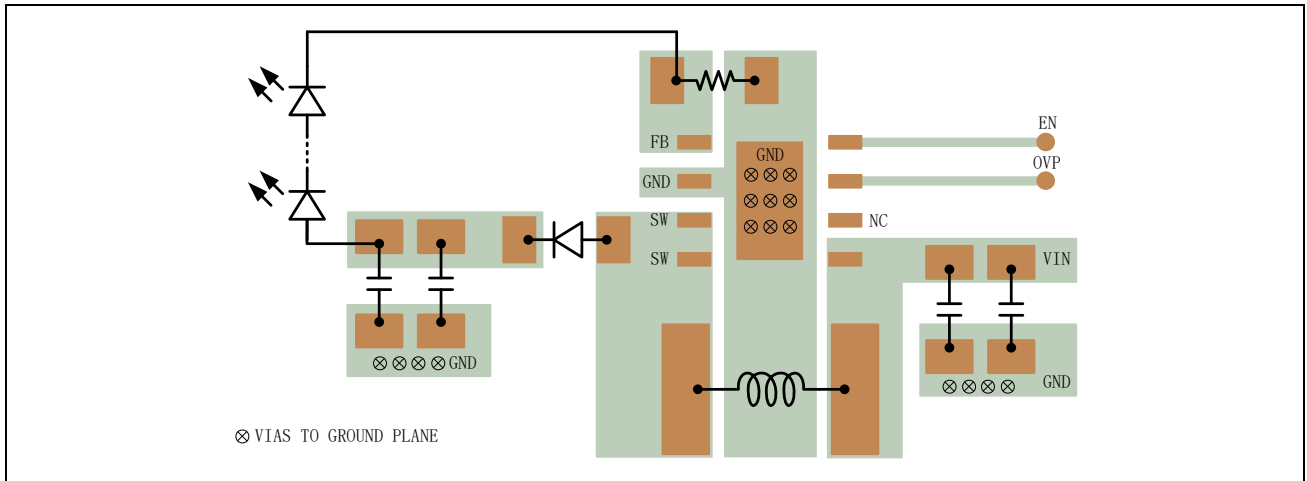 EN
FB
GND
OVP
GND
SW
NC
SW
VIN
GND
GND
VIAS TO GROUND PLANE